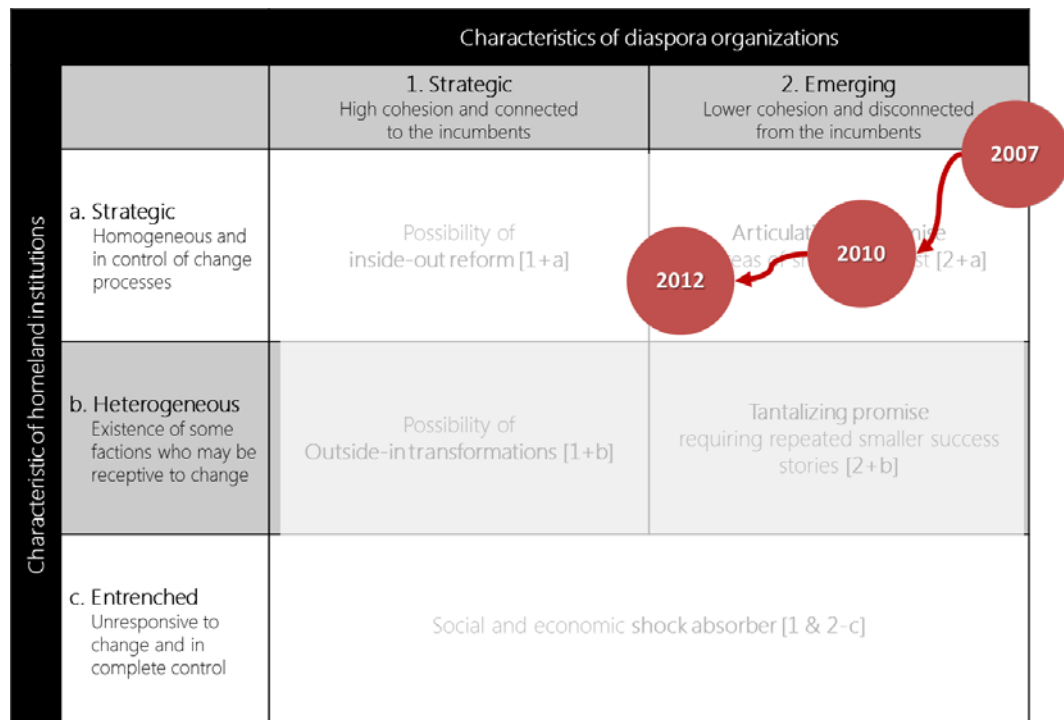 Characteristics of diaspora organizations
Characteristic of homeland institutions
1. Strategic
High cohesion and connected
to the incumbents
2. Emerging
Lower cohesion and disconnected
from the incumbents
2007
a. Strategic
Homogeneous and
in control of change
processes
Possibility of
inside-out reform [1+a]
2012
2010
[2+a]
b. Heterogeneous
Existence of some
factions who may be
receptive to change
Possibility of
Outside-in transformations [1+b]
Tantalizing promise
requiring repeated smaller success
stories [2+b]
c. Entrenched
Unresponsive to
change and in
complete control
Social and economic shock absorber [1 & 2-c]